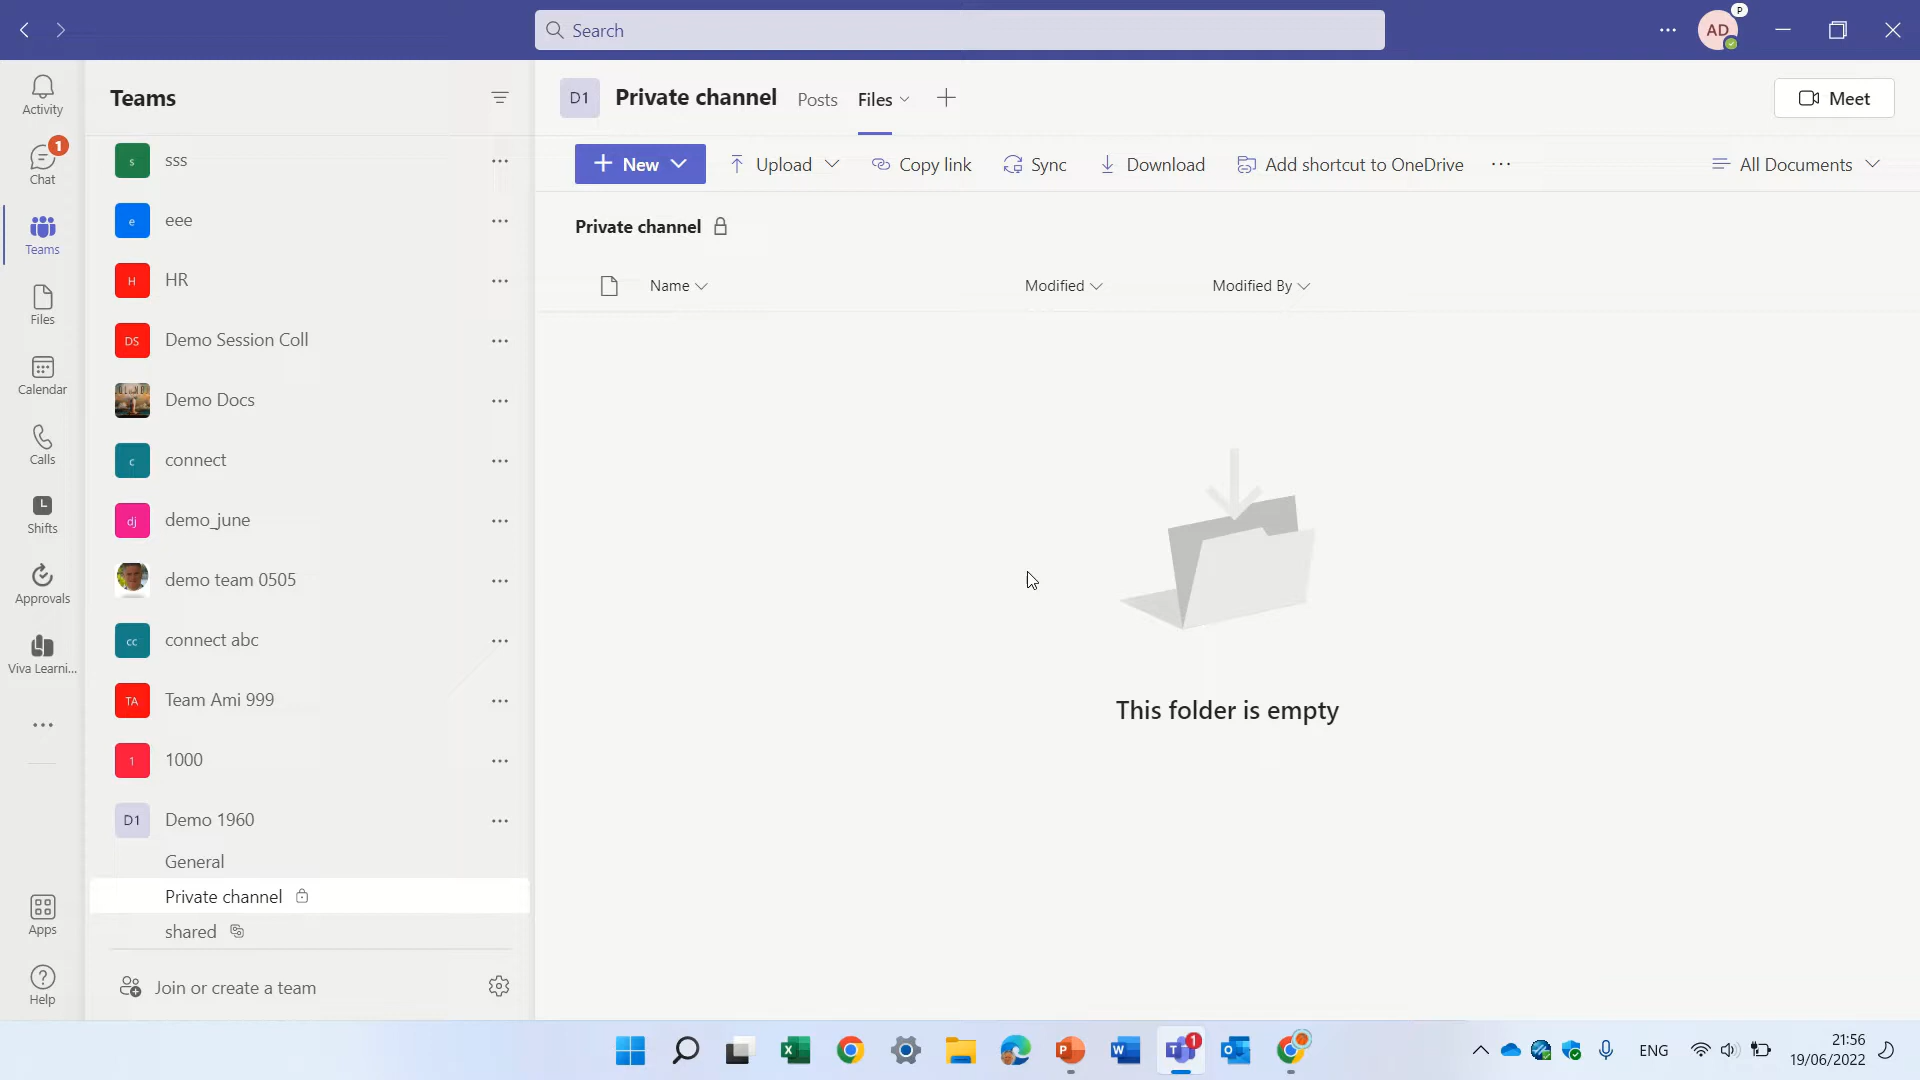 Search
AD
P
Activity
Chat
1
Teams
Files
Calendar
Calls
Shifts
Approvals
Viva Learni...
Apps
Help
Teams
s sss
e eee
H HR
DS Demo Session Coll
Demo Docs
c connect
dj demo_june
demo team 0505
cc connect abc
TA Team Ami 999
1 1000
D1 Demo 1960
General
Private channel
shared
Join or create a team
D1 Private channel Posts Files
Meet
New Upload Copy link Sync Download Add shortcut to OneDrive ... All Documents
Private channel
Name Modified Modified By
This folder is empty
ENG
21:56
19/06/2022